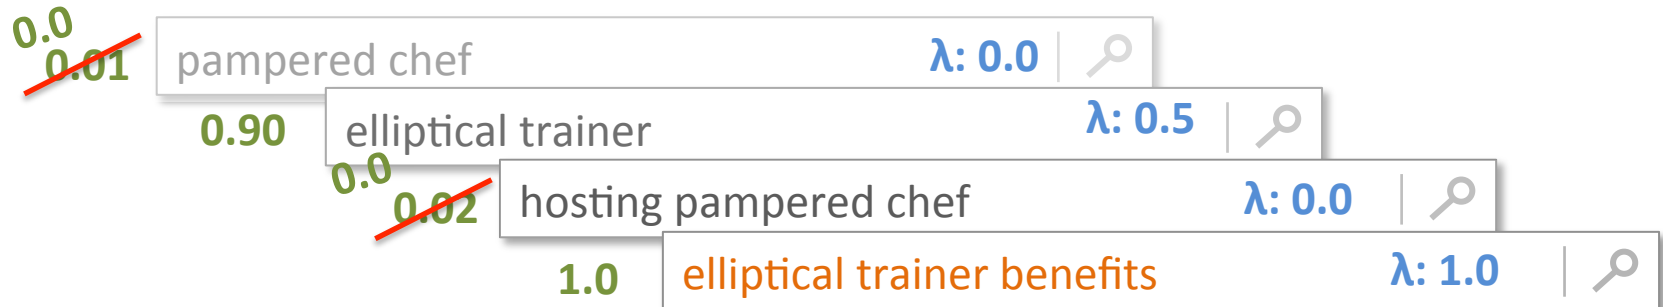 0.0
0.01 pampered chef λ: 0.0
0.90 elliptical trainer λ: 0.5
0.0
0.02 hosting pampered chef λ: 0.0
1.0 elliptical trainer benefits λ: 1.0